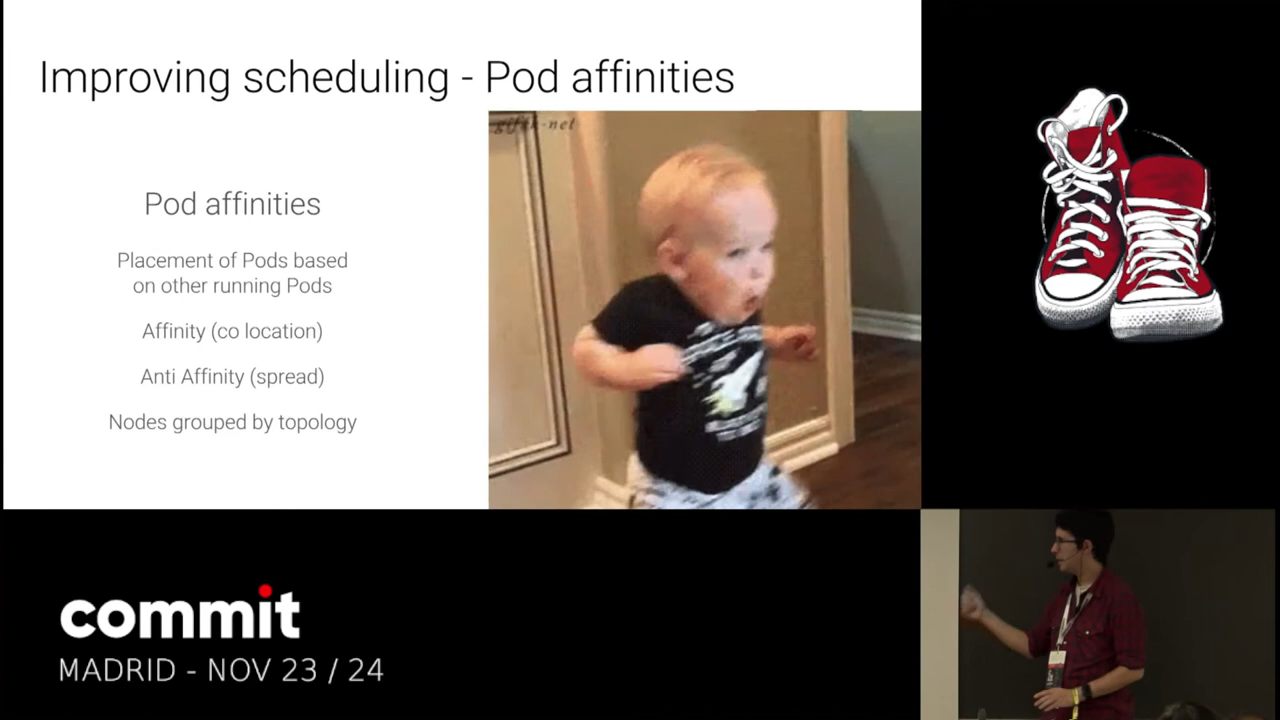 Improving scheduling - Pod affinities
Pod affinities
Placement of Pods based
on other running Pods
Affinity (co location)
Anti Affinity (spread)
Nodes grouped by topology
commit
MADRID - NOV 23 / 24